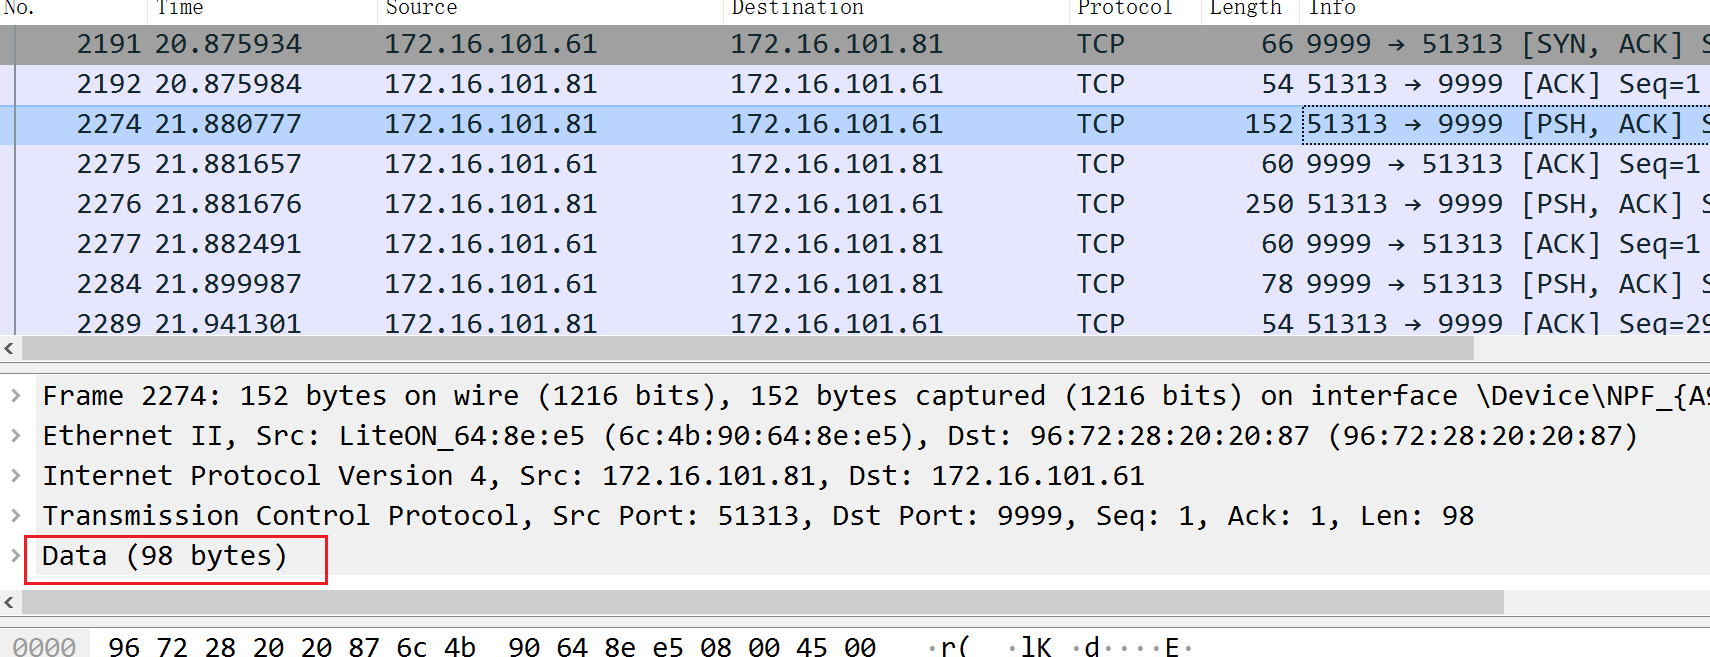 No. Time Source Destination Protocol Length Info
2191 20.875934 172.16.101.61 172.16.101.81 TCP 66 9999 → 51313 [SYN, ACK] S
2192 20.875984 172.16.101.81 172.16.101.61 TCP 54 51313 → 9999 [ACK] Seq=1
2274 21.880777 172.16.101.81 172.16.101.61 TCP 152 51313 → 9999 [PSH, ACK] S
2275 21.881657 172.16.101.61 172.16.101.81 TCP 60 9999 → 51313 [ACK] Seq=1
2276 21.881676 172.16.101.81 172.16.101.61 TCP 250 51313 → 9999 [PSH, ACK] S
2277 21.882491 172.16.101.61 172.16.101.81 TCP 60 9999 → 51313 [ACK] Seq=1
2284 21.899987 172.16.101.61 172.16.101.81 TCP 78 9999 → 51313 [PSH, ACK] S
2289 21.941301 172.16.101.81 172.16.101.61 TCP 54 51313 → 9999 [ACK] Seq=29
Frame 2274: 152 bytes on wire (1216 bits), 152 bytes captured (1216 bits) on interface \Device\NPF_{A9
Ethernet II, Src: LiteON_64:8e:e5 (6c:4b:90:64:8e:e5), Dst: 96:72:28:20:20:87 (96:72:28:20:20:87)
Internet Protocol Version 4, Src: 172.16.101.81, Dst: 172.16.101.61
Transmission Control Protocol, Src Port: 51313, Dst Port: 9999, Seq: 1, Ack: 1, Len: 98
Data (98 bytes)
0000 96 72 28 20 20 87 6c 4b 90 64 8e e5 08 00 45 00 ·r(  ·lK ·d····E·